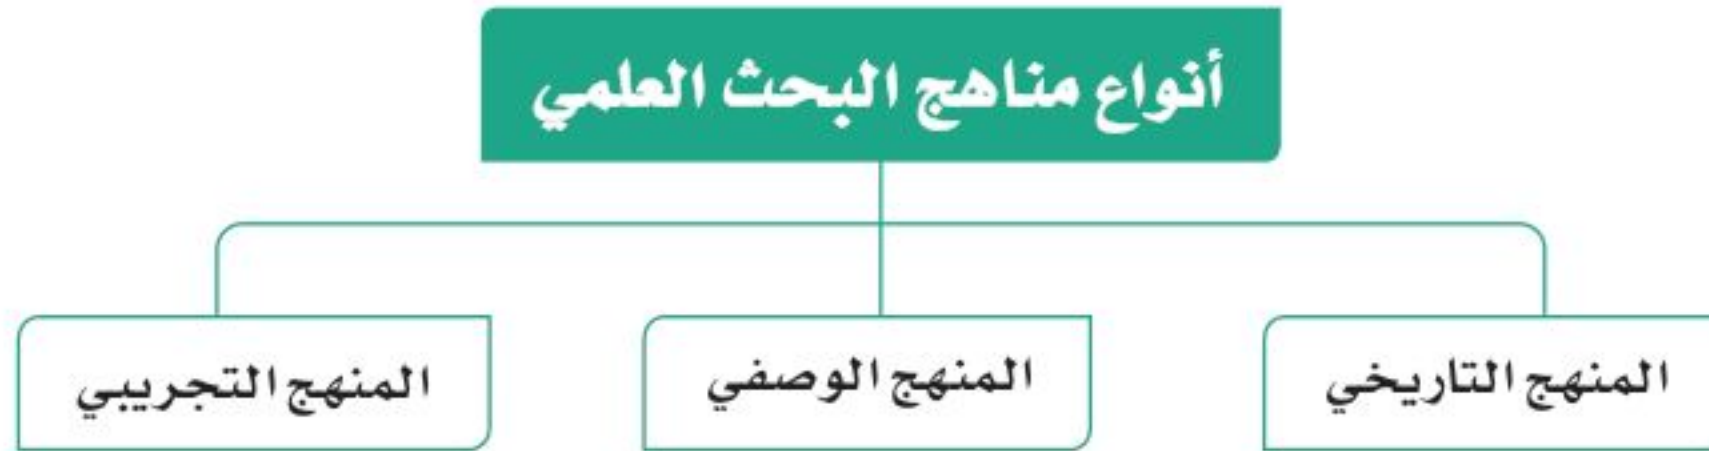 أنواع مناهج البحث العلمي
المنهج التاريخي
المنهج الوصفي
المنهج التجريبي